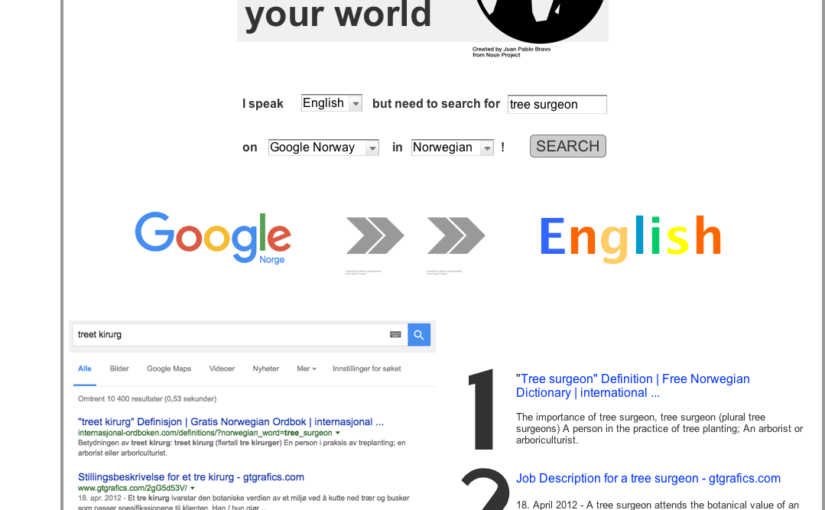 your world
Created by Juan Pablo Bravo
from Noun Project
I speak English but need to search for tree surgeon
on Google Norway in Norwegian ! SEARCH
Google
Norge
English
treet kirurg
Alle Bilder Google Maps Videoer Nyheter Mer Innstillinger for søket
Omtrent 10 400 resultater (0,53 sekunder)
"treet kirurg" Definisjon | Gratis Norwegian Ordbok | internasjonal ...
internasjonal-ordboken.com/definitions/?norwegian_word=tree_surgeon
Betydningen av treet kirurg: treet kirurg (flertall tre kirurger) En person i praksis av treplanting; en
arborist eller arboriculturist.
Stillingsbeskrivelse for et tre kirurg - gtgrafics.com
www.gtgrafics.com/2gG5d53V/
18. apr. 2012 - Et tre kirurg ivaretar den botaniske verdien av et miljø ved å kutte ned trær og busker
som passer spesifikasjonene til klienten. Han / hun gjør ...
1
"Tree surgeon" Definition | Free Norwegian
Dictionary | international ...
The importance of tree surgeon, tree surgeon (plural tree
surgeons) A person in the practice of tree planting; An arborist or
arboriculturist.
2
Job Description for a tree surgeon - gtgrafics.com
18. April 2012 - A tree surgeon attends the botanical value of an